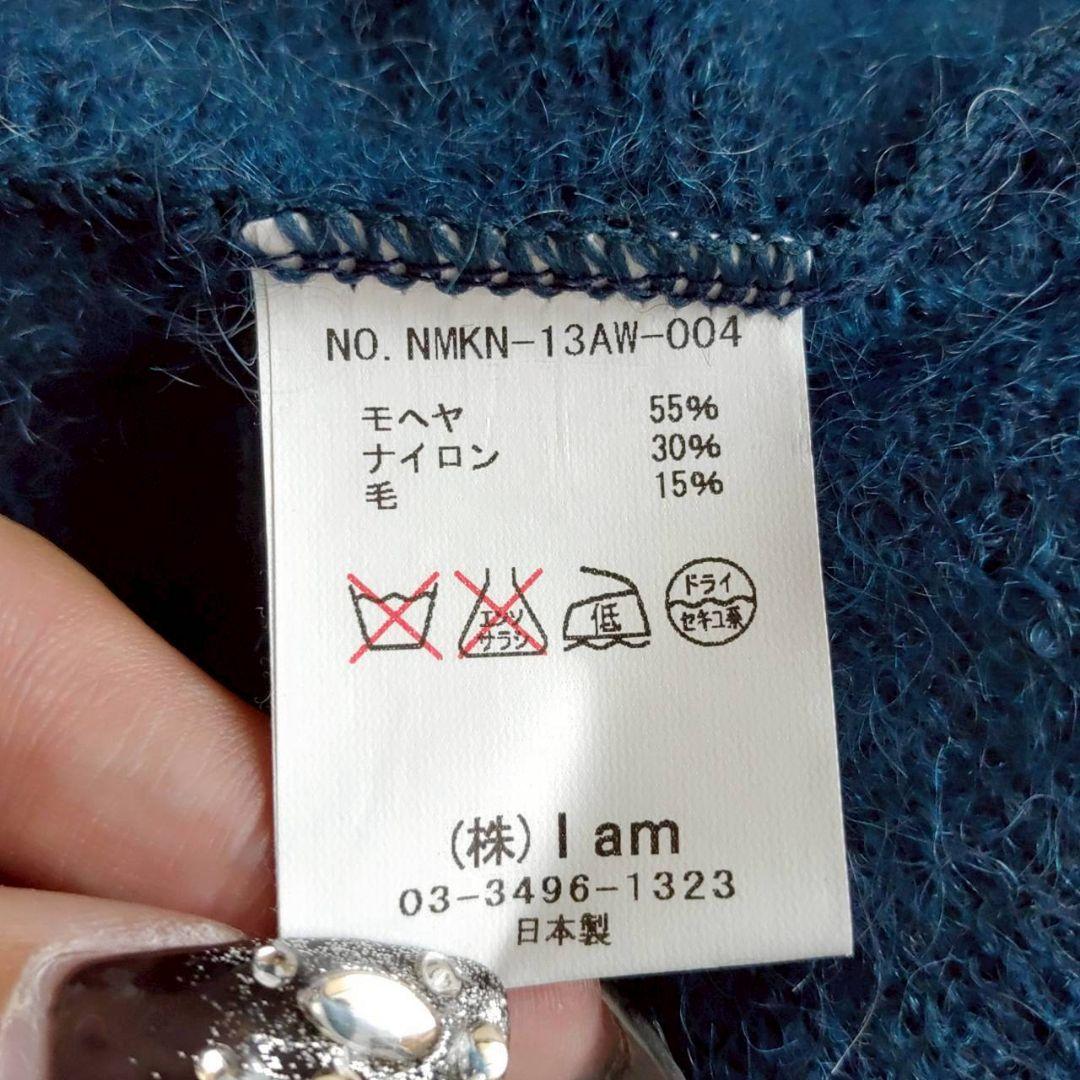 NO. NMKN-13AW-004
モヘヤ 55%
ナイロン 30%
毛 15%
エンソ
サラシ
低
ドライ
セキユ系
(株) I am
03-3496-1323
日本製